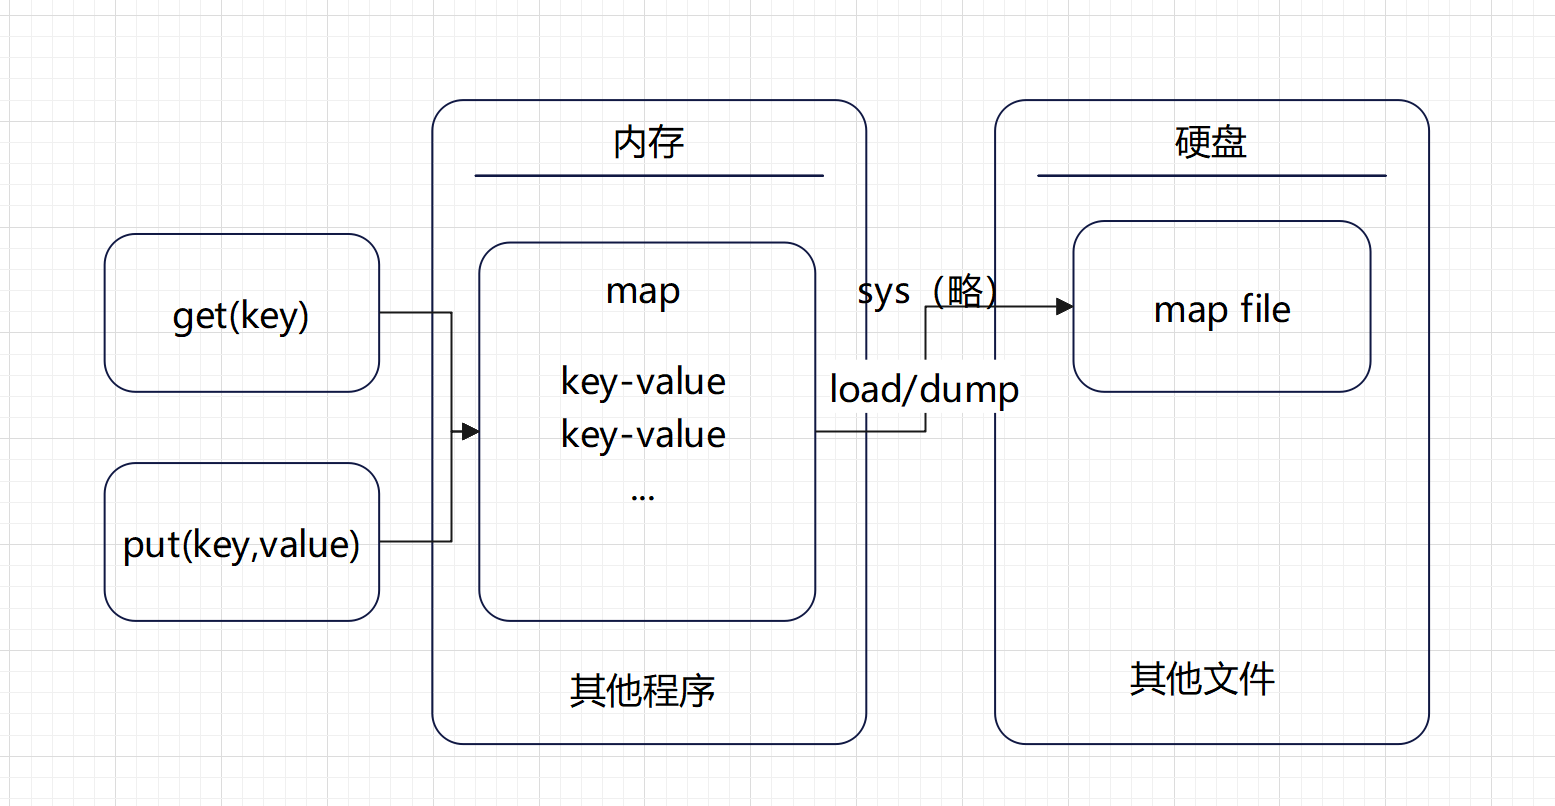 内存
硬盘
get(key)
put(key,value)
map
key-value
key-value
...
其他程序
sys（略）
load/dump
map file
其他文件